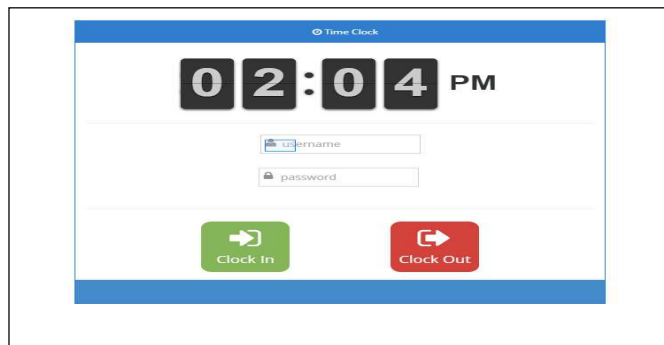 Time Clock
02:04 PM
username
password
Clock In
Clock Out